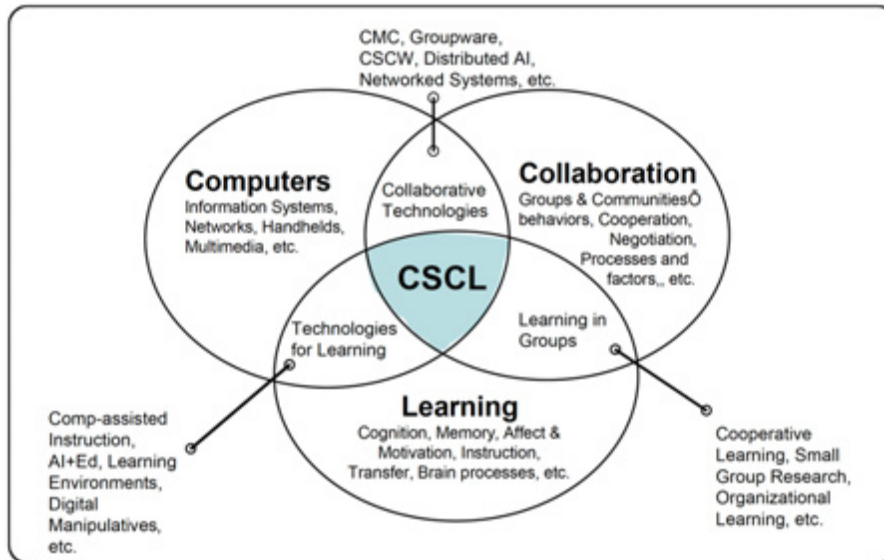 CMC, Groupware,
CSCW, Distributed AI,
Networked Systems, etc.
Computers
Information Systems,
Networks, Handhelds,
Multimedia, etc.
Collaborative
Technologies
Collaboration
Groups & CommunitiesÕ
behaviors, Cooperation,
Negotiation,
Processes and
factors,, etc.
CSCL
Technologies
for Learning
Learning in
Groups
Learning
Cognition, Memory, Affect &
Motivation, Instruction,
Transfer, Brain processes, etc.
Comp-assisted
Instruction,
AI+Ed, Learning
Environments,
Digital
Manipulatives,
etc.
Cooperative
Learning, Small
Group Research,
Organizational
Learning, etc.